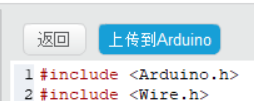 返回 上传到Arduino
1 #include <Arduino.h>
2 #include <Wire.h>